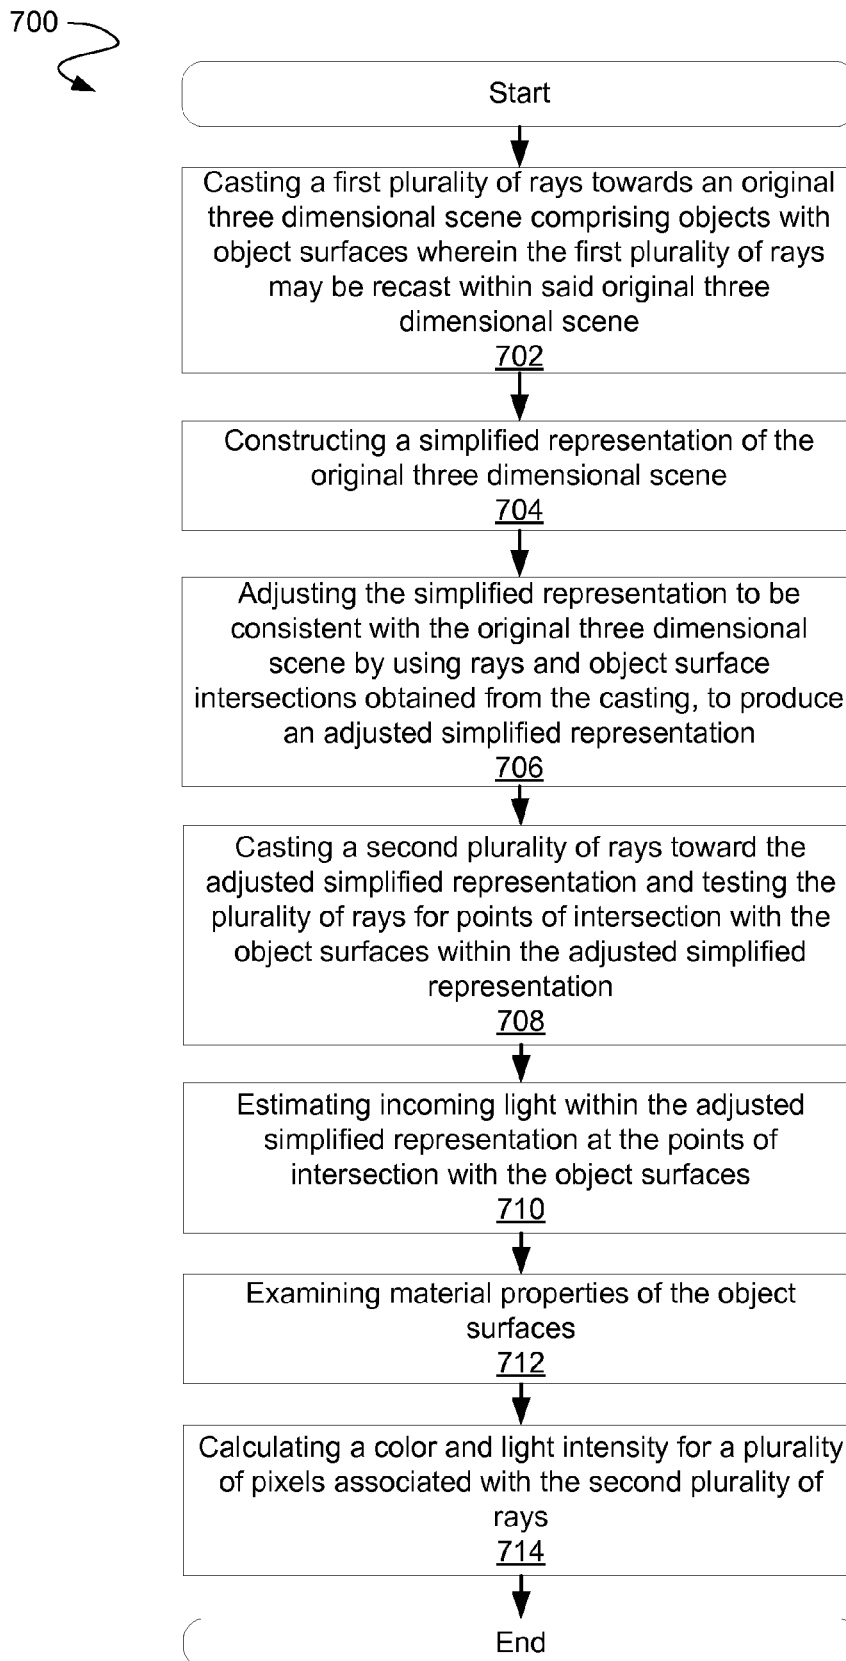 700
Start
Casting a first plurality of rays towards an original
three dimensional scene comprising objects with
object surfaces wherein the first plurality of rays
may be recast within said original three
dimensional scene
702
Constructing a simplified representation of the
original three dimensional scene
704
Adjusting the simplified representation to be
consistent with the original three dimensional
scene by using rays and object surface
intersections obtained from the casting, to produce
an adjusted simplified representation
706
Casting a second plurality of rays toward the
adjusted simplified representation and testing the
plurality of rays for points of intersection with the
object surfaces within the adjusted simplified
representation
708
Estimating incoming light within the adjusted
simplified representation at the points of
intersection with the object surfaces
710
Examining material properties of the object
surfaces
712
Calculating a color and light intensity for a plurality
of pixels associated with the second plurality of
rays
714
End